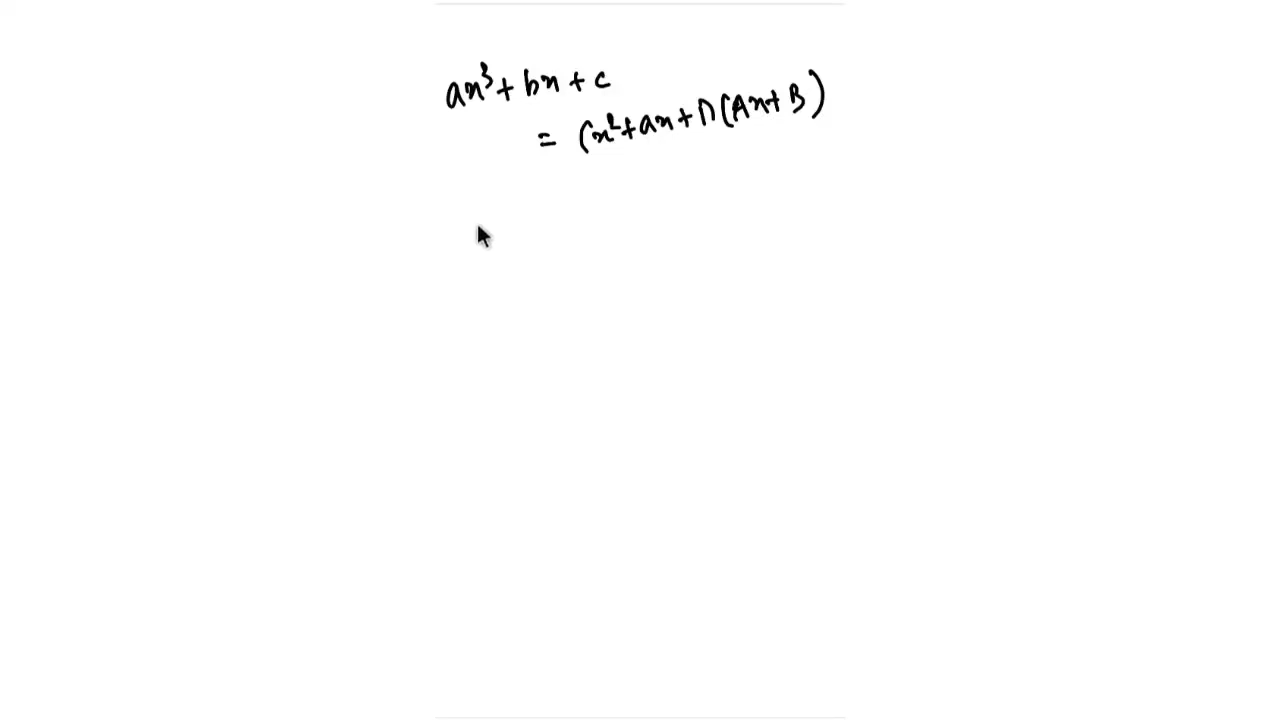 ax³ + bx + c
= (x² + ax + 1)(Ax + B)